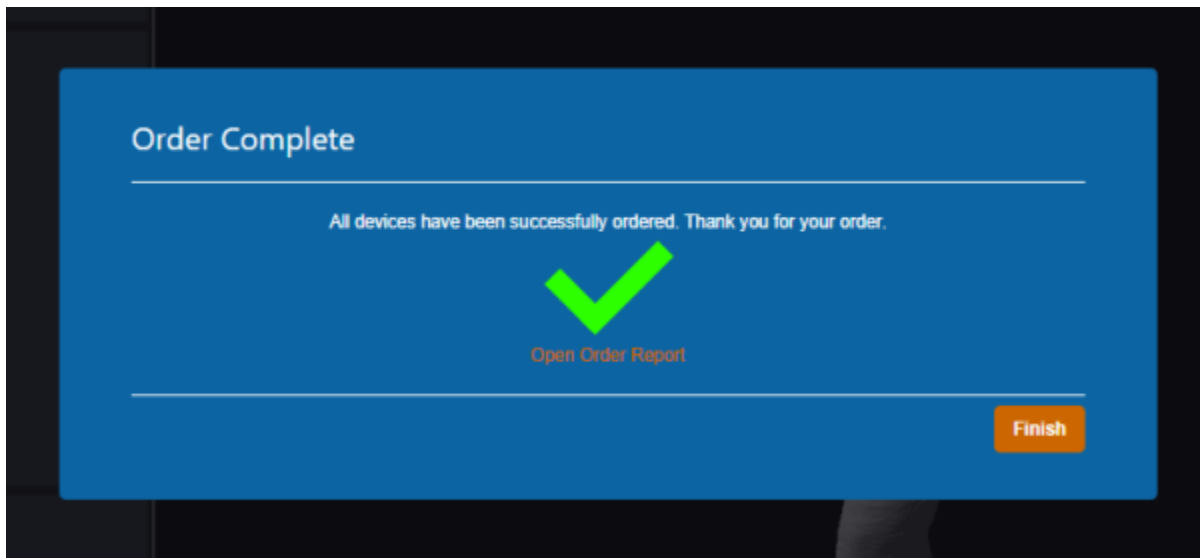 Order Complete
All devices have been successfully ordered. Thank you for your order.
Open Order Report
Finish